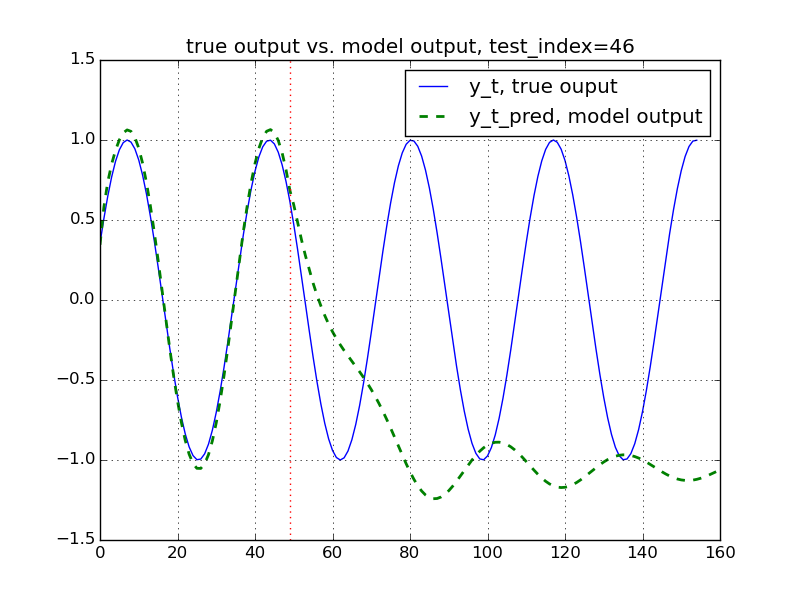 true output vs. model output, test_index=46
y_t, true ouput
y_t_pred, model output
1.5
1.0
0.5
0.0
−0.5
−1.0
−1.5
0 20 40 60 80 100 120 140 160